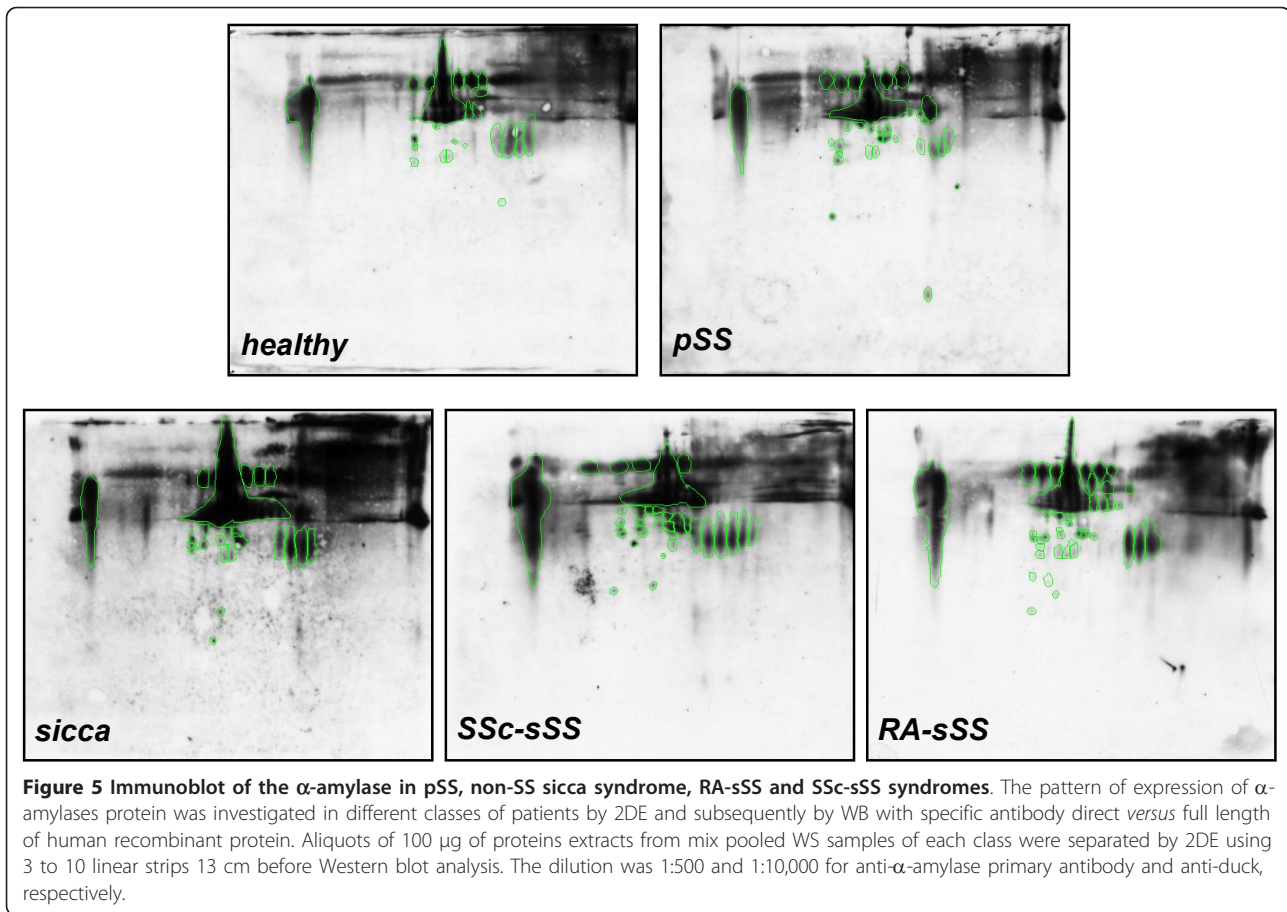 healthy
pSS
sicca
SSc-sSS
RA-sSS
Figure 5 Immunoblot of the α-amylase in pSS, non-SS sicca syndrome, RA-sSS and SSc-sSS syndromes. The pattern of expression of α-
amylases protein was investigated in different classes of patients by 2DE and subsequently by WB with specific antibody direct versus full length
of human recombinant protein. Aliquots of 100 μg of proteins extracts from mix pooled WS samples of each class were separated by 2DE using
3 to 10 linear strips 13 cm before Western blot analysis. The dilution was 1:500 and 1:10,000 for anti-α-amylase primary antibody and anti-duck,
respectively.